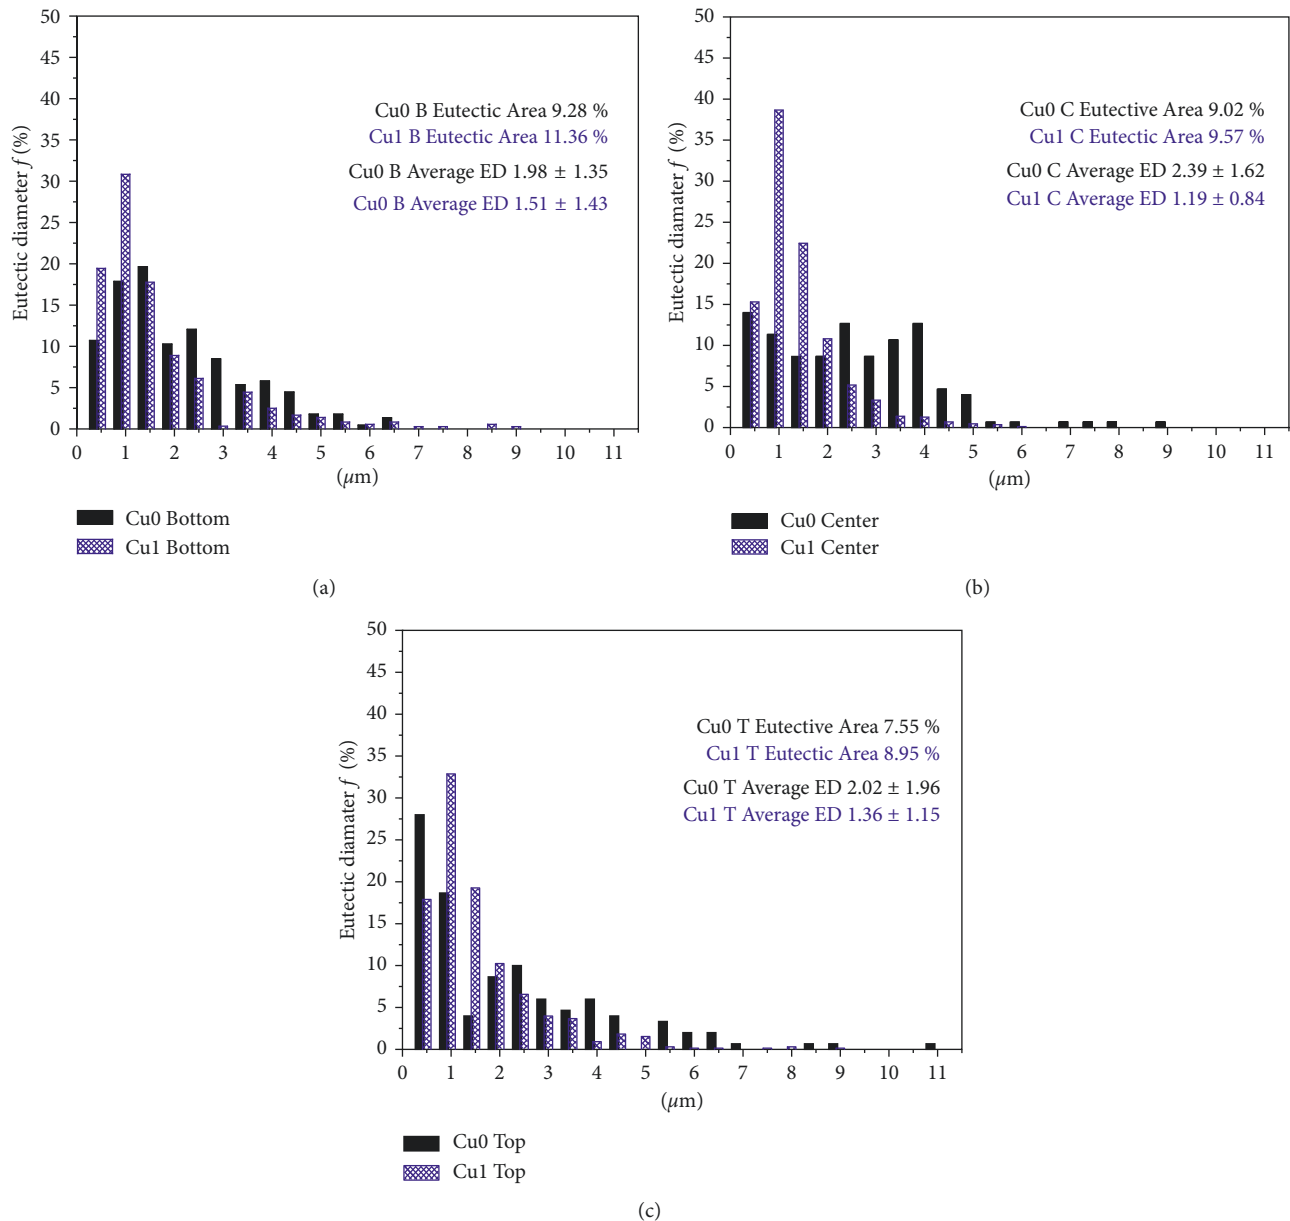 50
45
40
35
30
25
20
15
10
5
0
Eutectic diameter f (%)
Cu0 B Eutectic Area 9.28 %
Cu1 B Eutectic Area 11.36 %
Cu0 B Average ED 1.98 ± 1.35
Cu0 B Average ED 1.51 ± 1.43
0 1 2 3 4 5 6 7 8 9 10 11
(μm)
Cu0 Bottom
Cu1 Bottom
(a)
50
45
40
35
30
25
20
15
10
5
0
Eutectic diamater f (%)
Cu0 C Eutective Area 9.02 %
Cu1 C Eutectic Area 9.57 %
Cu0 C Average ED 2.39 ± 1.62
Cu1 C Average ED 1.19 ± 0.84
0 1 2 3 4 5 6 7 8 9 10 11
(μm)
Cu0 Center
Cu1 Center
(b)
50
45
40
35
30
25
20
15
10
5
0
Eutectic diamater f (%)
Cu0 T Eutective Area 7.55 %
Cu1 T Eutectic Area 8.95 %
Cu0 T Average ED 2.02 ± 1.96
Cu1 T Average ED 1.36 ± 1.15
0 1 2 3 4 5 6 7 8 9 10 11
(μm)
Cu0 Top
Cu1 Top
(c)